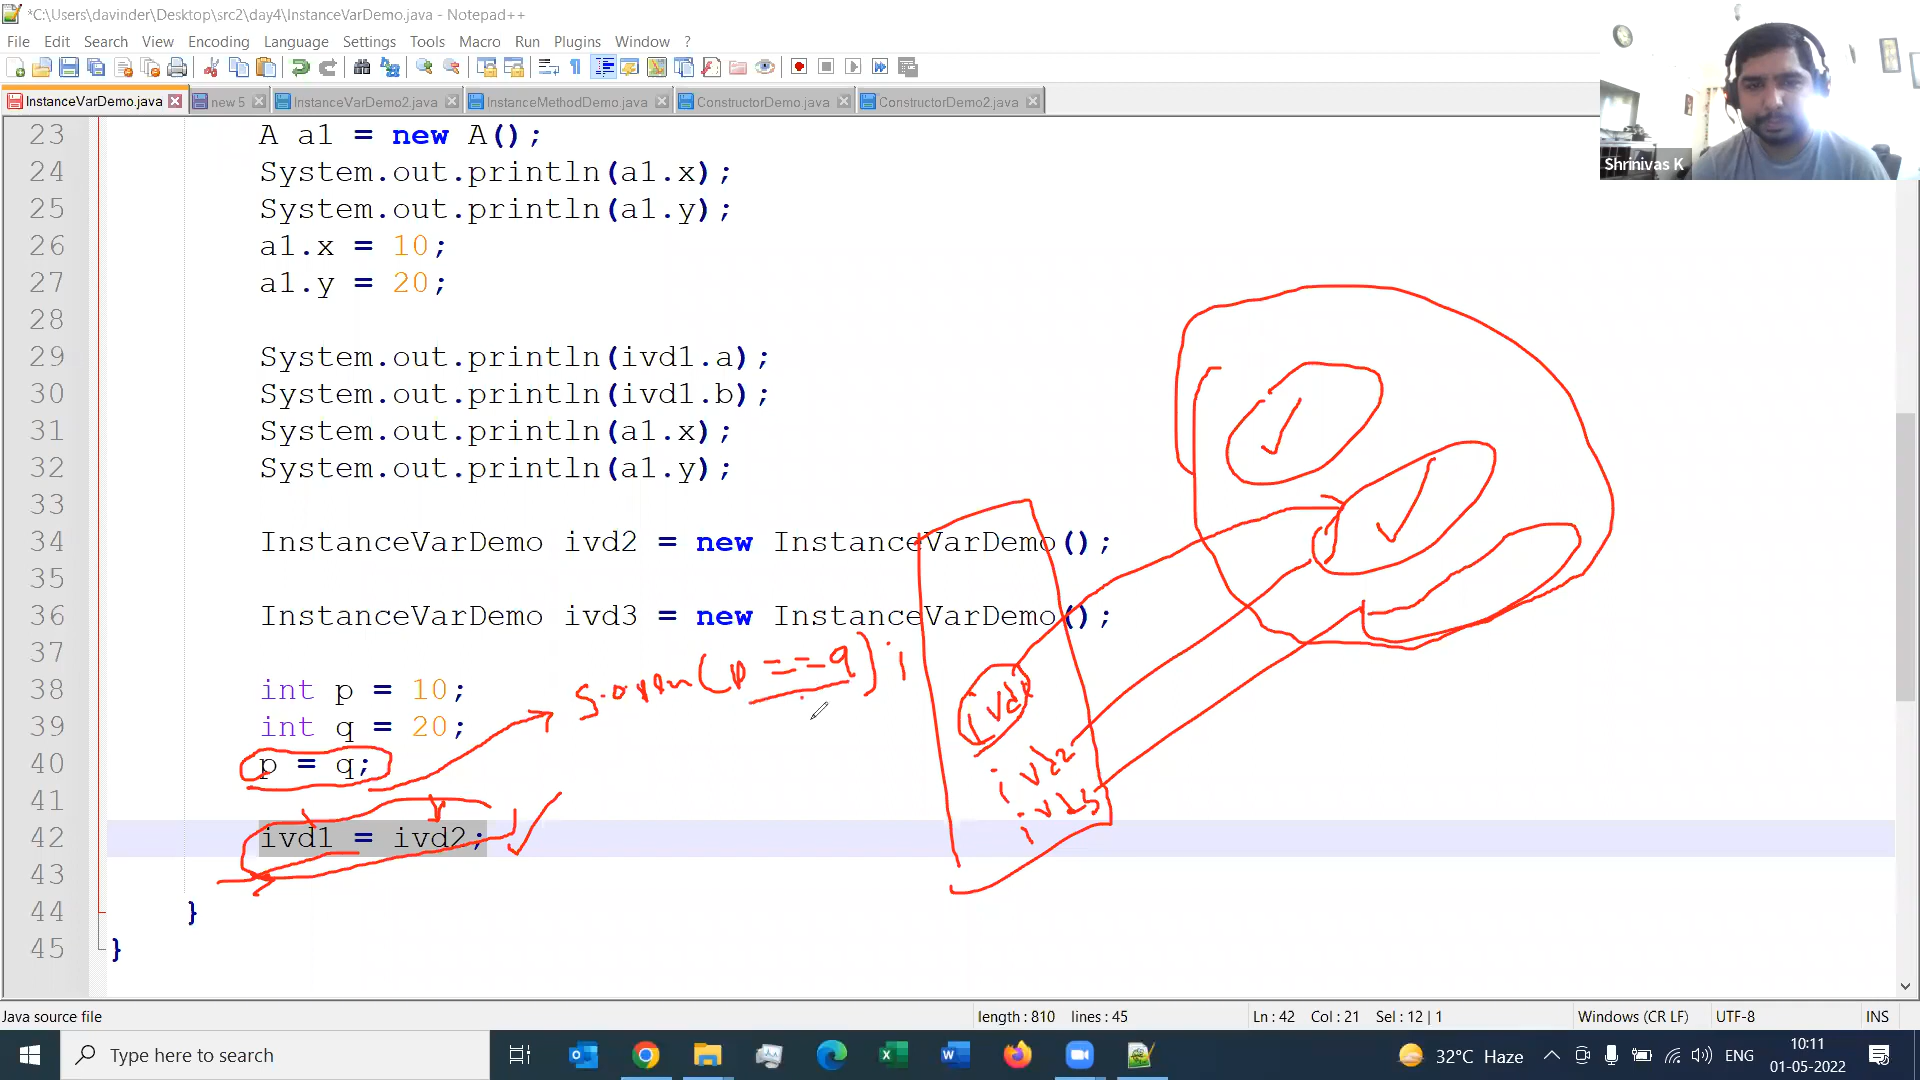 *C:\Users\davinder\Desktop\src2\day4\InstanceVarDemo.java - Notepad++
File Edit Search View Encoding Language Settings Tools Macro Run Plugins Window ?
InstanceVarDemo.java new 5 InstanceVarDemo2.java InstanceMethodDemo.java ConstructorDemo.java ConstructorDemo2.java
Shrinivas K
23 A a1 = new A();
24 System.out.println(a1.x);
25 System.out.println(a1.y);
26 a1.x = 10;
27 a1.y = 20;
28
29 System.out.println(ivd1.a);
30 System.out.println(ivd1.b);
31 System.out.println(a1.x);
32 System.out.println(a1.y);
33
34 InstanceVarDemo ivd2 = new InstanceVarDemo();
35
36 InstanceVarDemo ivd3 = new InstanceVarDemo();
37
(p == q);
38 int p = 10;
ivd
39 int q = 20;
40 p = q;
ivd2
41
ivd3
42 ivd1 = ivd2;
43
44 }
45 }
Java source file length : 810 lines : 45 Ln : 42 Col : 21 Sel : 12 | 1 Windows (CR LF) UTF-8 INS
Type here to search 32°C Haze ENG 10:11
01-05-2022